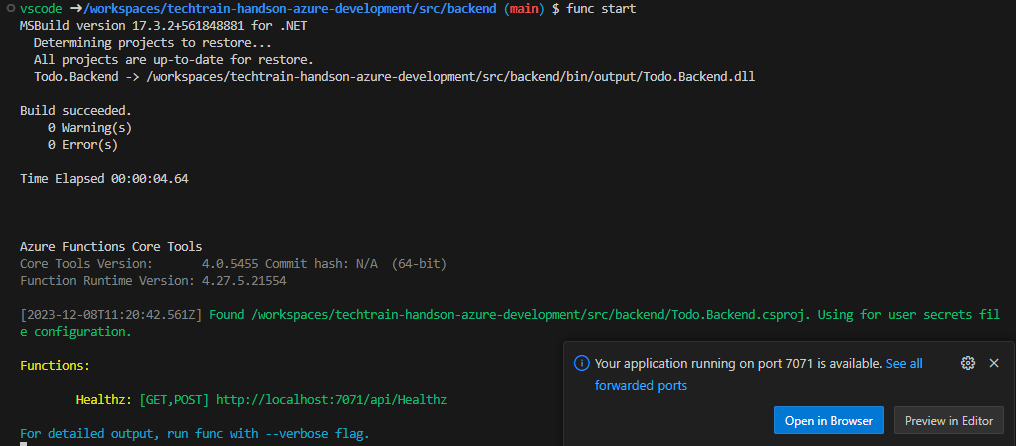 vscode ➜/workspaces/techtrain-handson-azure-development/src/backend (main) $ func start
MSBuild version 17.3.2+561848881 for .NET
Determining projects to restore...
All projects are up-to-date for restore.
Todo.Backend -> /workspaces/techtrain-handson-azure-development/src/backend/bin/output/Todo.Backend.dll
Build succeeded.
0 Warning(s)
0 Error(s)
Time Elapsed 00:00:04.64
Azure Functions Core Tools
Core Tools Version: 4.0.5455 Commit hash: N/A (64-bit)
Function Runtime Version: 4.27.5.21554
[2023-12-08T11:20:42.561Z] Found /workspaces/techtrain-handson-azure-development/src/backend/Todo.Backend.csproj. Using for user secrets fil
e configuration.
Functions:
Healthz: [GET,POST] http://localhost:7071/api/Healthz
For detailed output, run func with --verbose flag.
Your application running on port 7071 is available. See all
forwarded ports
Open in Browser
Preview in Editor